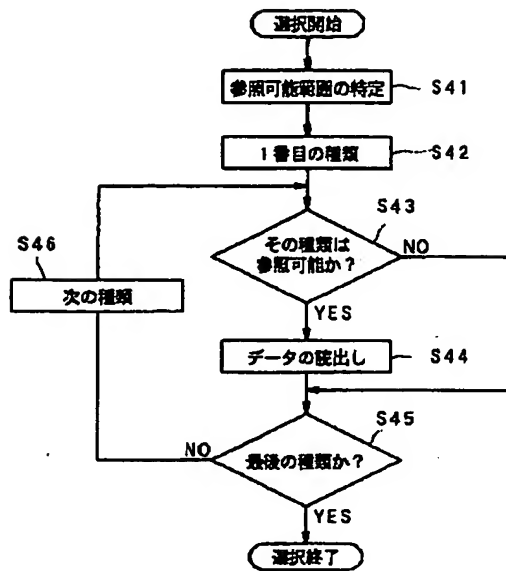 選択開始
参照可能範囲の特定
S41
1番目の種類
S42
S43
その種類は
参照可能か?
NO
S46
次の種類
YES
データの読出し
S44
S45
最後の種類か?
NO
YES
選択終了